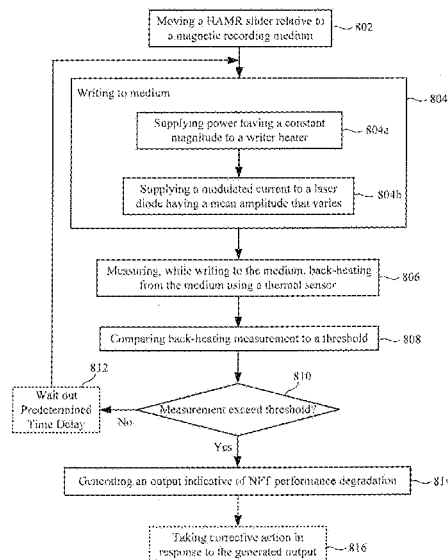 Moving a HAMR slider relative to
a magnetic recording medium
802
Writing to medium
804
Supplying power having a constant
magnitude to a writer heater
804a
Supplying a modulated current to a laser
diode having a mean amplitude that varies
804b
Measuring, while writing to the medium, back-heating
from the medium using a thermal sensor
806
Comparing back-heating measurement to a threshold
808
812
810
Wait out
Predetermined
Time Delay
No
Measurement exceed threshold?
Yes
Generating an output indicative of NFT performance degradation
814
Taking corrective action in
response to the generated output
816